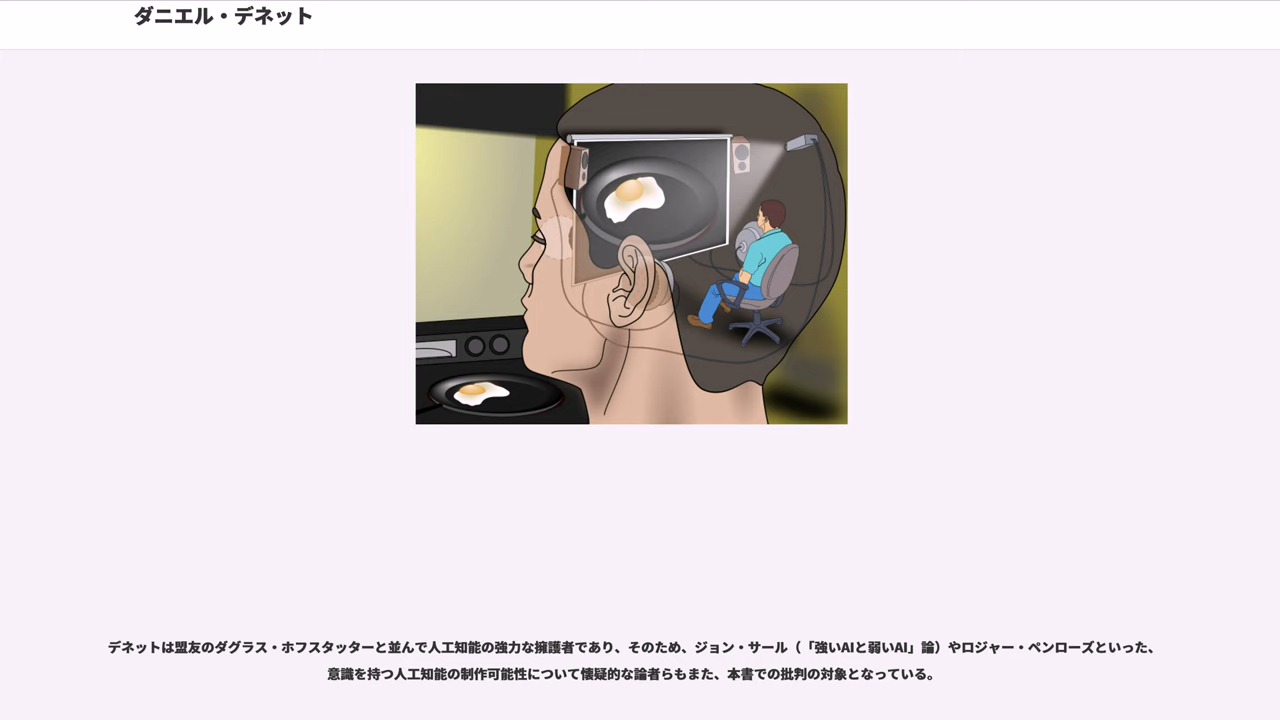 ダニエル・デネット
デネットは盟友のダグラス・ホフスタッターと並んで人工知能の強力な擁護者であり、そのため、ジョン・サール（「強いAIと弱いAI」論）やロジャー・ペンローズといった、
意識を持つ人工知能の制作可能性について懐疑的な論者らもまた、本書での批判の対象となっている。